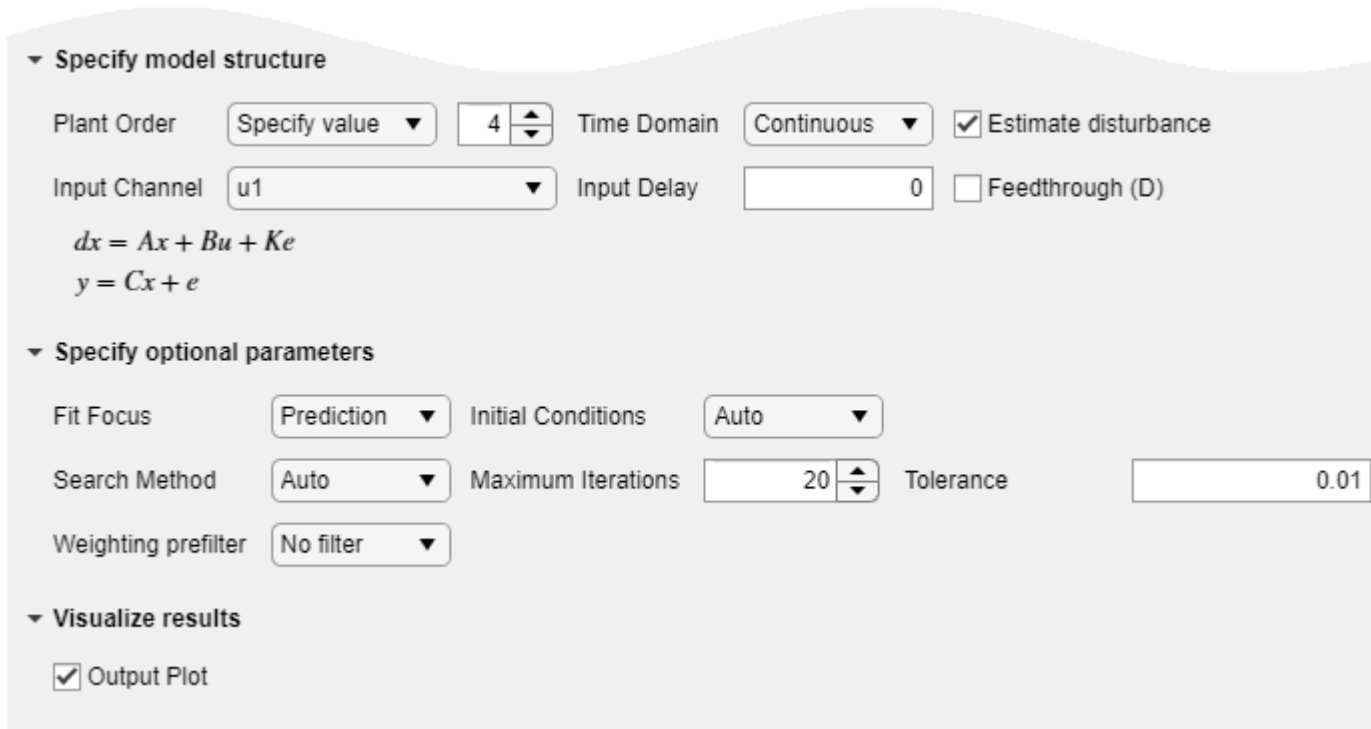 Specify model structure
Plant Order Specify value 4 Time Domain Continuous Estimate disturbance
Input Channel u1 Input Delay 0 Feedthrough (D)
dx = Ax + Bu + Ke
y = Cx + e
Specify optional parameters
Fit Focus Prediction Initial Conditions Auto
Search Method Auto Maximum Iterations 20 Tolerance 0.01
Weighting prefilter No filter
Visualize results
Output Plot